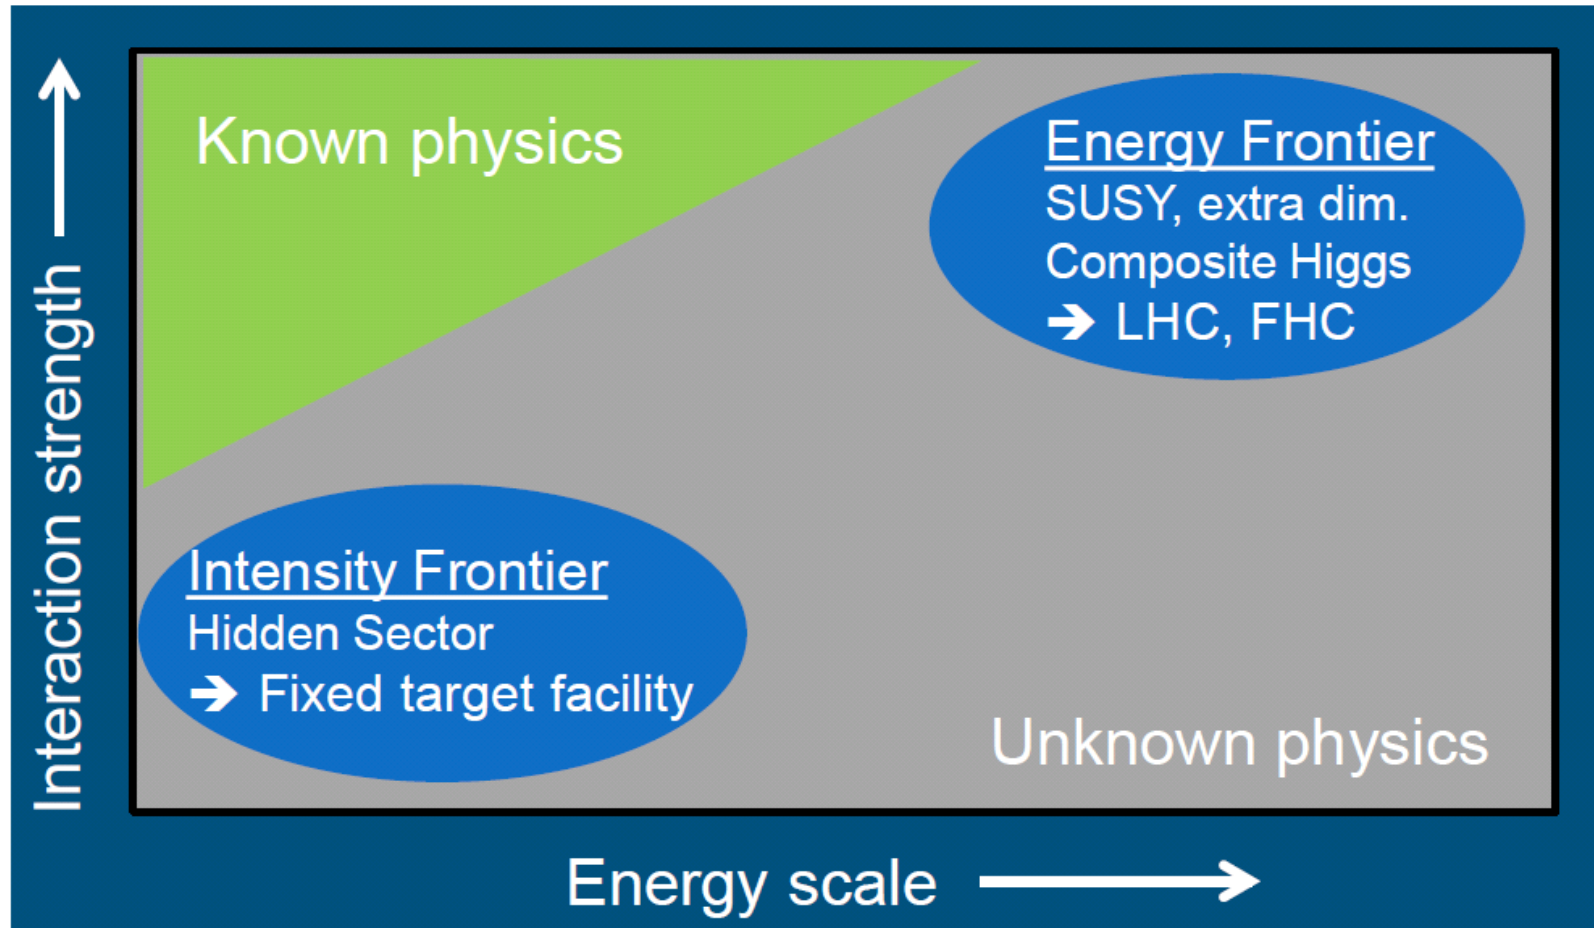 Known physics
Energy Frontier
SUSY, extra dim.
Composite Higgs
➔ LHC, FHC
Intensity Frontier
Hidden Sector
➔ Fixed target facility
Unknown physics
Interaction strength
Energy scale